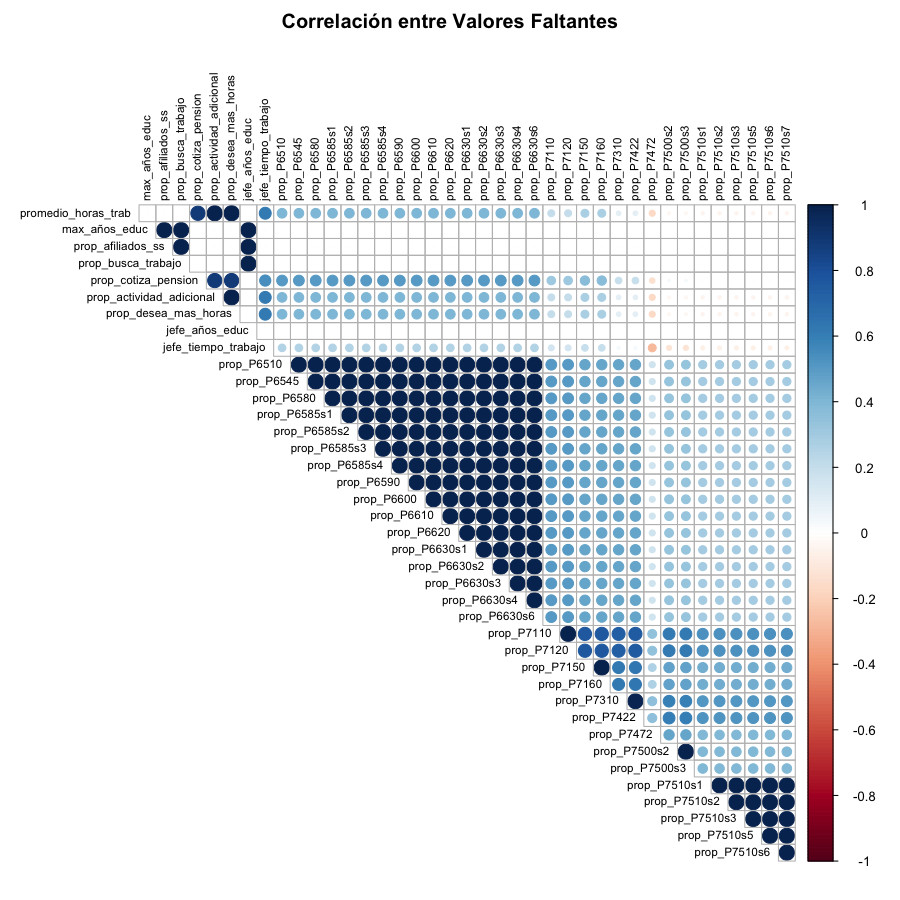 Correlación entre Valores Faltantes
max_años_educ
prop_afiliados_ss
prop_busca_trabajo
prop_cotiza_pension
prop_actividad_adicional
prop_desea_mas_horas
jefe_años_educ
jefe_tiempo_trabajo
prop_P6510
prop_P6545
prop_P6580
prop_P6585s1
prop_P6585s2
prop_P6585s3
prop_P6585s4
prop_P6590
prop_P6600
prop_P6610
prop_P6620
prop_P6630s1
prop_P6630s2
prop_P6630s3
prop_P6630s4
prop_P6630s6
prop_P7110
prop_P7120
prop_P7150
prop_P7160
prop_P7310
prop_P7422
prop_P7472
prop_P7500s2
prop_P7500s3
prop_P7510s1
prop_P7510s2
prop_P7510s3
prop_P7510s5
prop_P7510s6
prop_P7510s7
promedio_horas_trab
max_años_educ
prop_afiliados_ss
prop_busca_trabajo
prop_cotiza_pension
prop_actividad_adicional
prop_desea_mas_horas
jefe_años_educ
jefe_tiempo_trabajo
prop_P6510
prop_P6545
prop_P6580
prop_P6585s1
prop_P6585s2
prop_P6585s3
prop_P6585s4
prop_P6590
prop_P6600
prop_P6610
prop_P6620
prop_P6630s1
prop_P6630s2
prop_P6630s3
prop_P6630s4
prop_P6630s6
prop_P7110
prop_P7120
prop_P7150
prop_P7160
prop_P7310
prop_P7422
prop_P7472
prop_P7500s2
prop_P7500s3
prop_P7510s1
prop_P7510s2
prop_P7510s3
prop_P7510s5
prop_P7510s6
1
0.8
0.6
0.4
0.2
0
-0.2
-0.4
-0.6
-0.8
-1